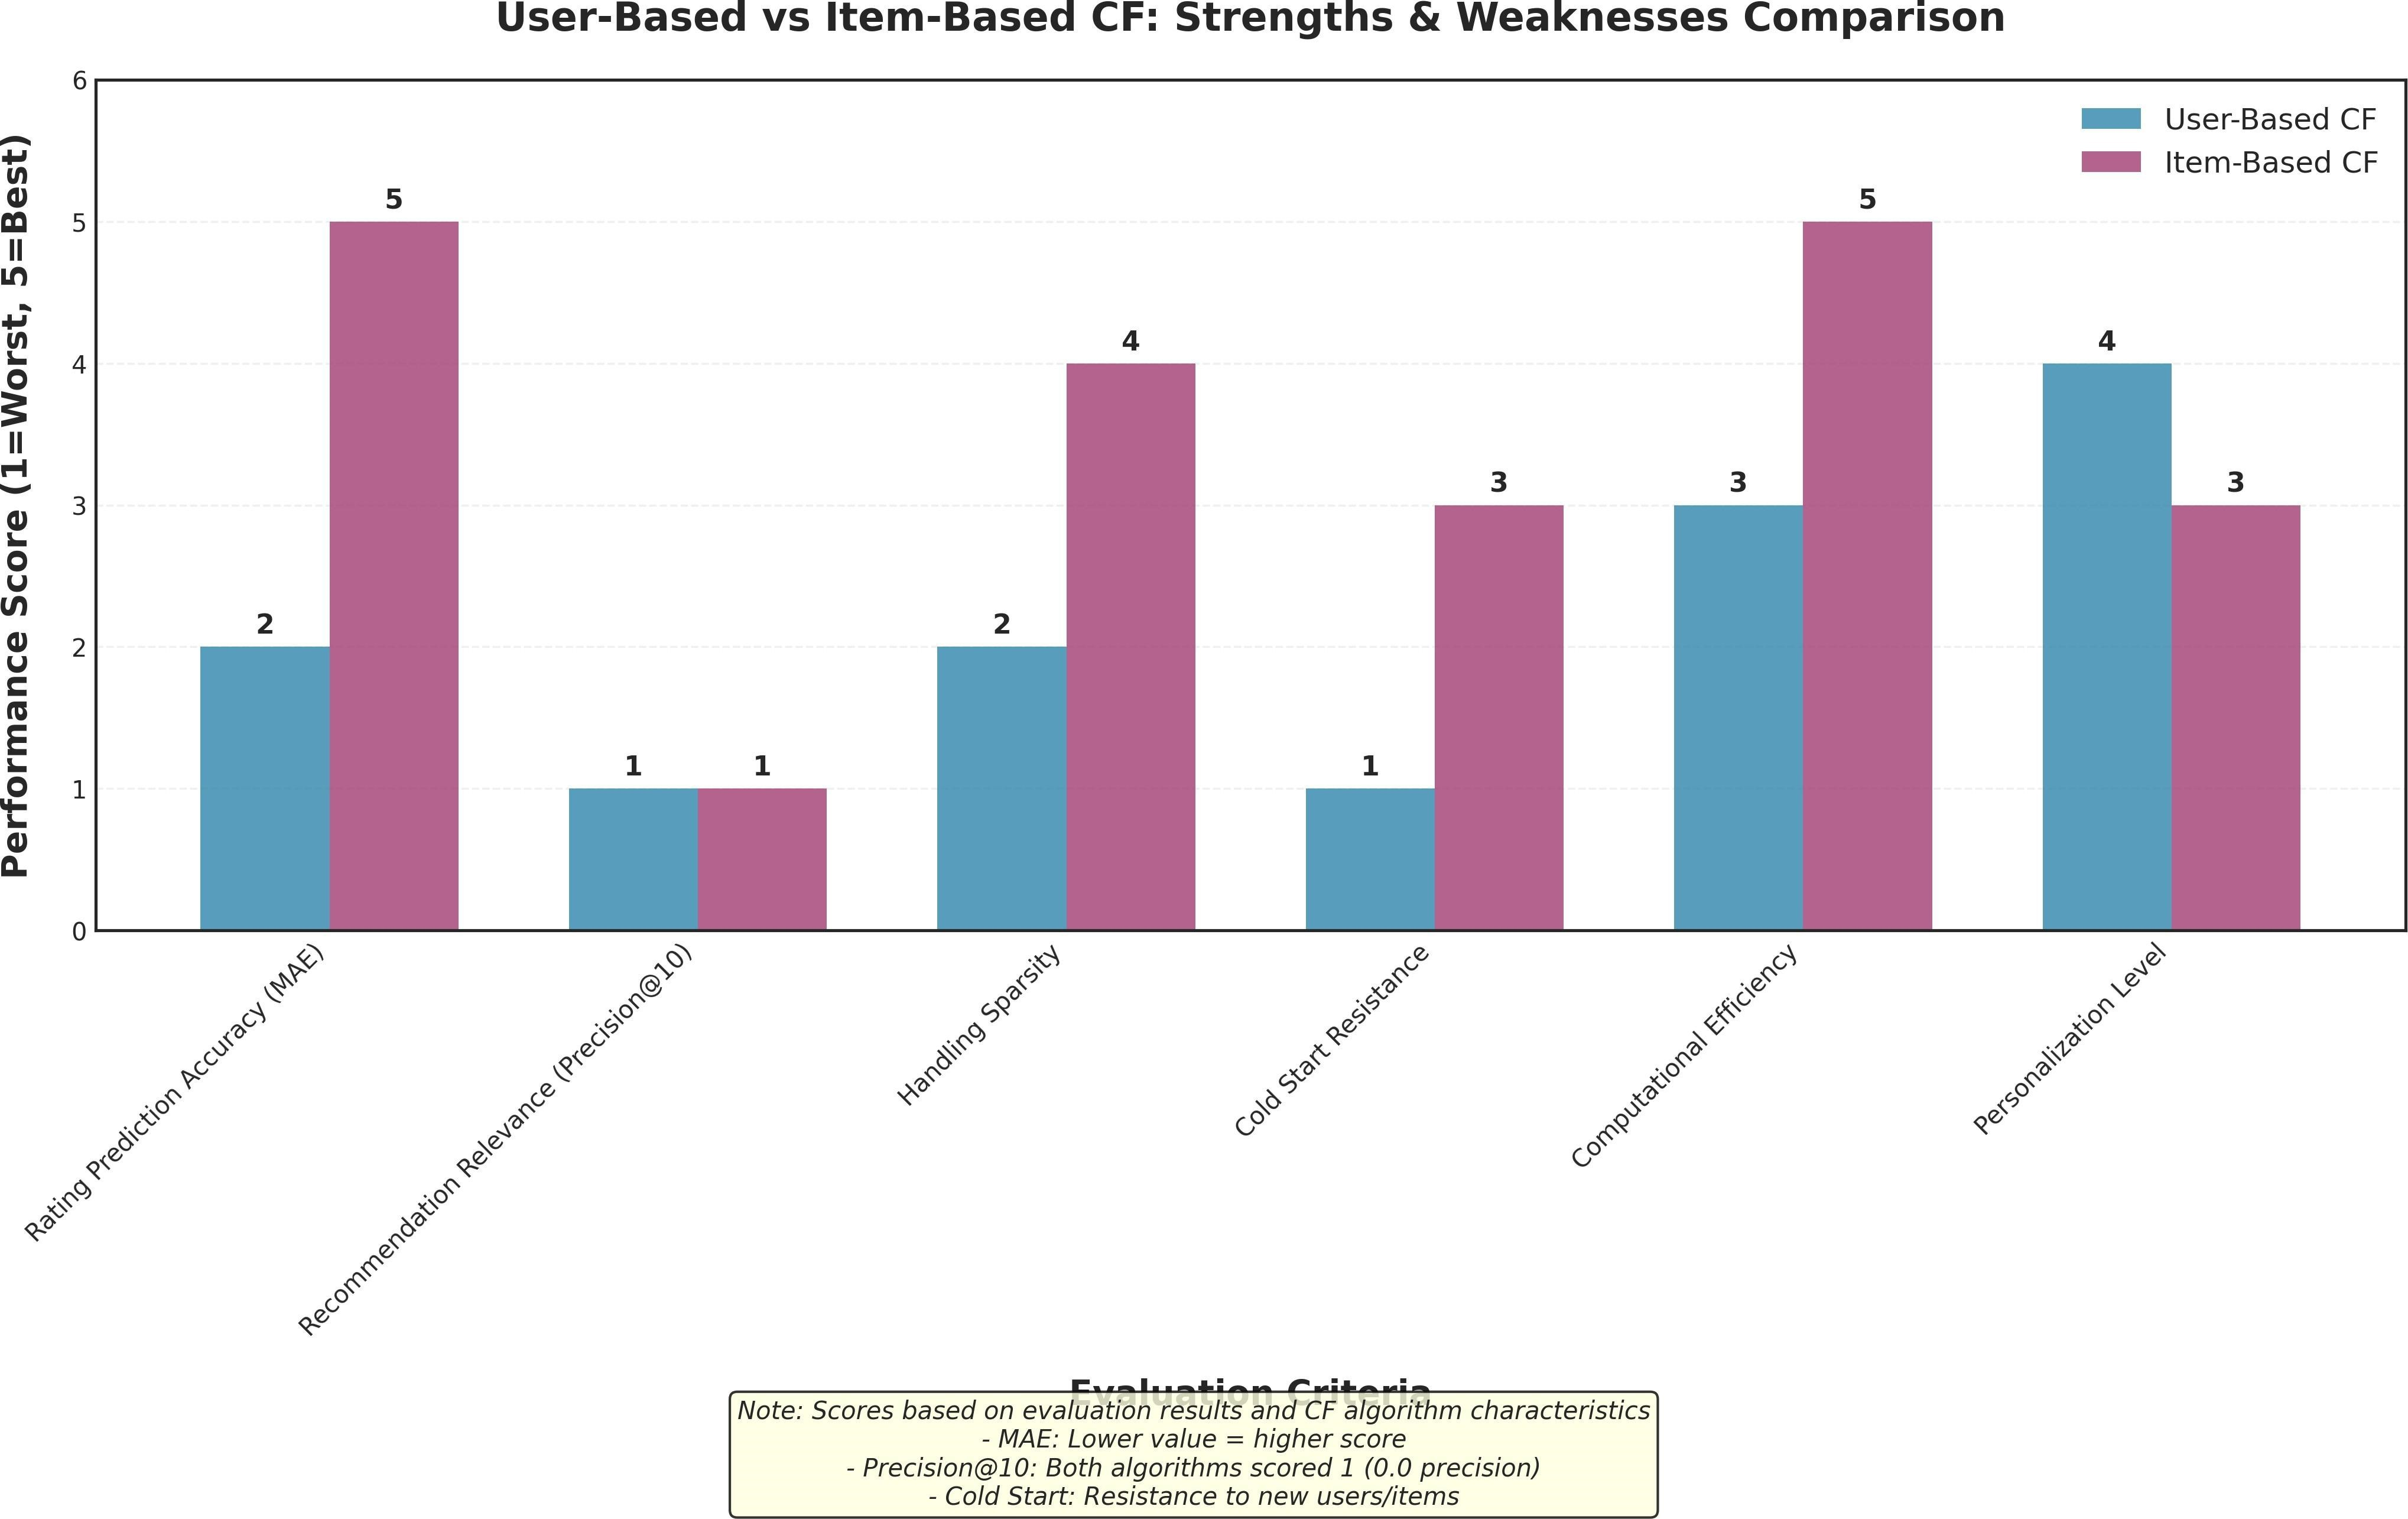 User-Based vs Item-Based CF: Strengths & Weaknesses Comparison
Performance Score (1=Worst, 5=Best)
6
5
4
3
2
1
0
User-Based CF
Item-Based CF
2
5
1
1
2
4
1
3
3
5
4
3
Rating Prediction Accuracy (MAE)
Recommendation Relevance (Precision@10)
Handling Sparsity
Cold Start Resistance
Computational Efficiency
Personalization Level
Evaluation Criteria
Note: Scores based on evaluation results and CF algorithm characteristics
- MAE: Lower value = higher score
- Precision@10: Both algorithms scored 1 (0.0 precision)
- Cold Start: Resistance to new users/items